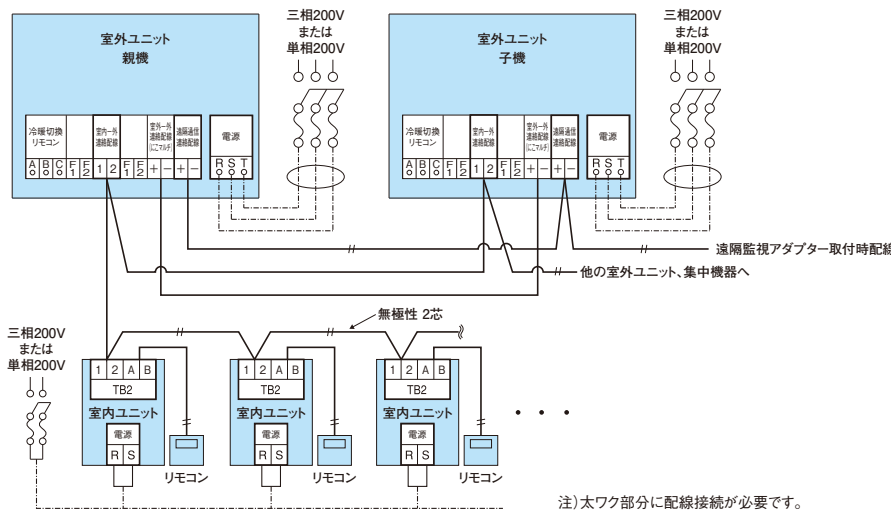 三相200V
または
単相200V
室外ユニット
親機
冷暖切換
リモコン
室内ー外
連絡配線
室外ー外
連絡配線
(にこマルチ)
遠隔通信
連絡配線
電源
A B C F1 F2 1 2 F1 F2 + − + −
R S T
三相200V
または
単相200V
室外ユニット
子機
冷暖切換
リモコン
室内ー外
連絡配線
室外ー外
連絡配線
(にこマルチ)
遠隔通信
連絡配線
電源
A B C F1 F2 1 2 F1 F2 + − + −
R S T
遠隔監視アダプター取付時配線
他の室外ユニット、集中機器へ
無極性 2芯
三相200V
または
単相200V
1 2 A B
TB2
室内ユニット
電源
R S
リモコン
1 2 A B
TB2
室内ユニット
電源
R S
リモコン
1 2 A B
TB2
室内ユニット
電源
R S
リモコン
・・・
注)太ワク部分に配線接続が必要です。